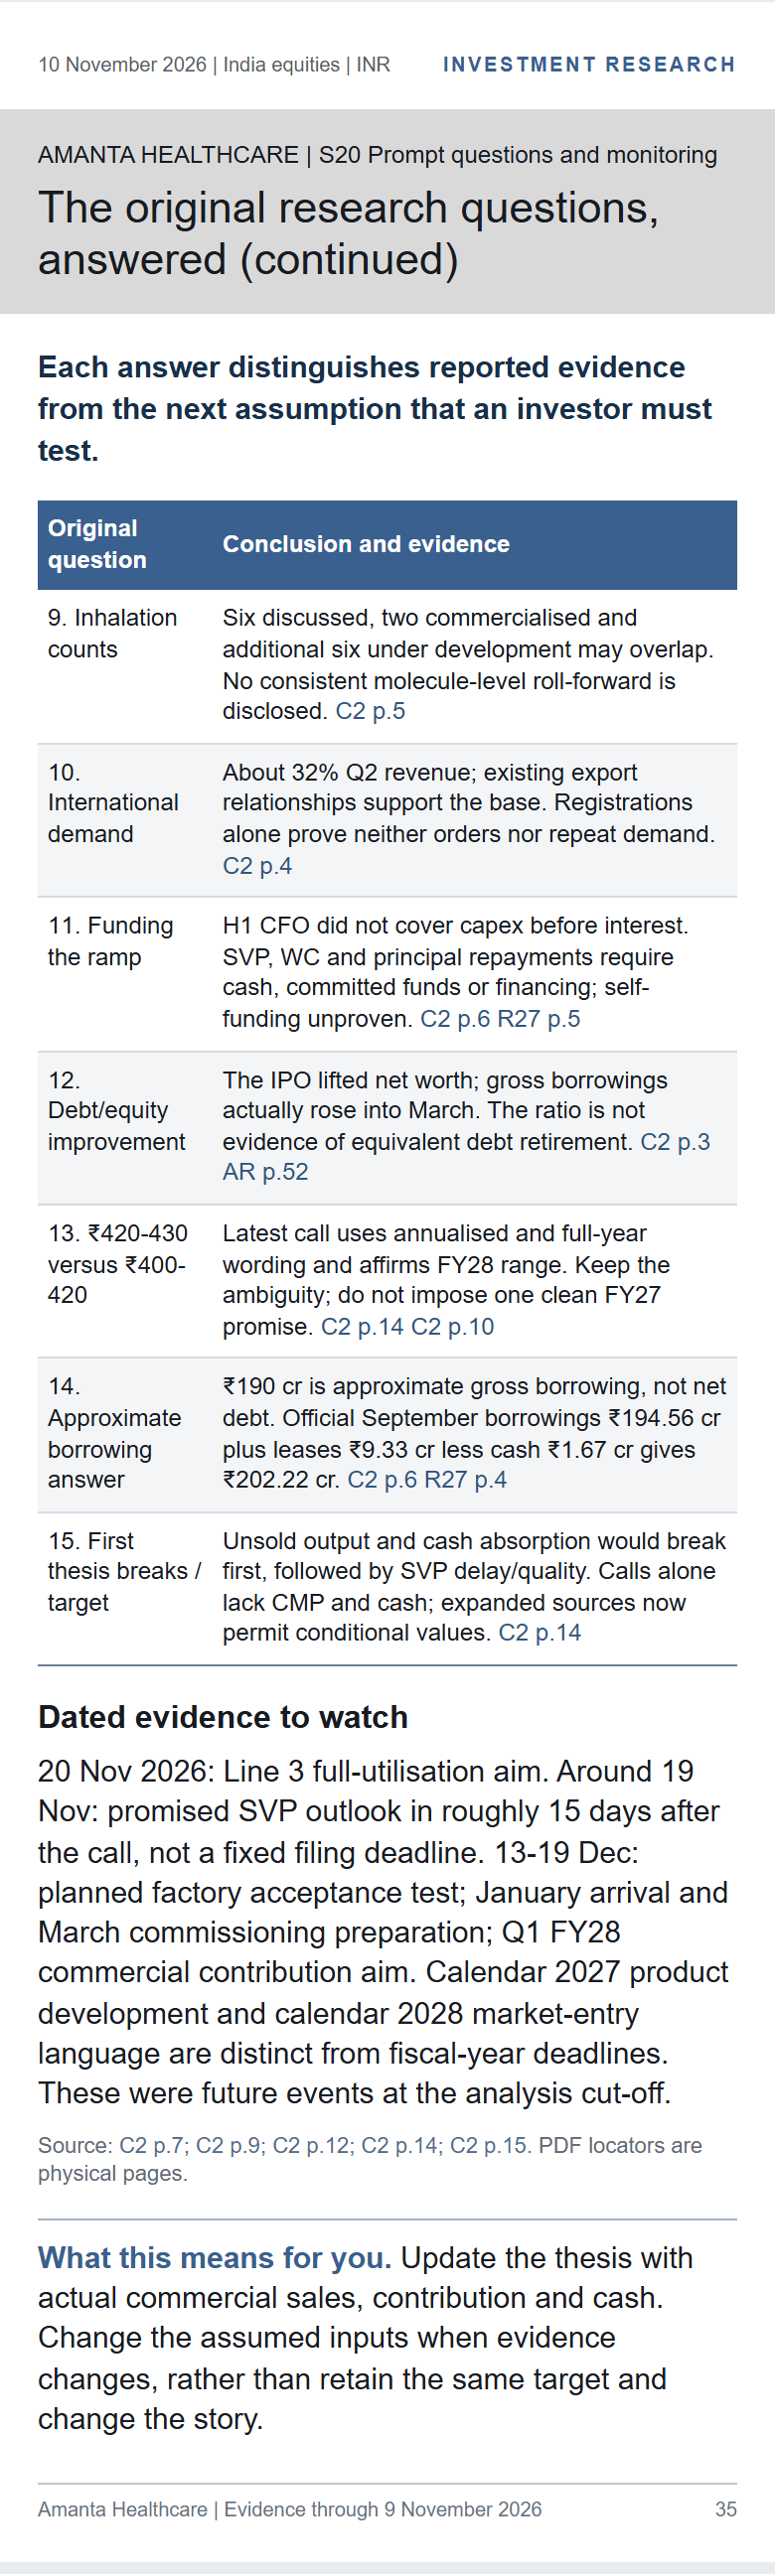 10 November 2026 | India equities | INR
INVESTMENT RESEARCH
AMANTA HEALTHCARE | S20 Prompt questions and monitoring
The original research questions,
answered (continued)
Each answer distinguishes reported evidence
from the next assumption that an investor must
test.
Original
question
Conclusion and evidence
9. Inhalation
counts
Six discussed, two commercialised and
additional six under development may overlap.
No consistent molecule-level roll-forward is
disclosed. C2 p.5
10.
International
demand
About 32% Q2 revenue; existing export
relationships support the base. Registrations
alone prove neither orders nor repeat demand.
C2 p.4
11. Funding
the ramp
H1 CFO did not cover capex before interest.
SVP, WC and principal repayments require
cash, committed funds or financing; self-
funding unproven. C2 p.6 R27 p.5
12.
Debt/equity
improvement
The IPO lifted net worth; gross borrowings
actually rose into March. The ratio is not
evidence of equivalent debt retirement. C2 p.3
AR p.52
13. ₹420-430
versus ₹400-
420
Latest call uses annualised and full-year
wording and affirms FY28 range. Keep the
ambiguity; do not impose one clean FY27
promise. C2 p.14 C2 p.10
14.
Approximate
borrowing
answer
₹190 cr is approximate gross borrowing, not net
debt. Official September borrowings ₹194.56 cr
plus leases ₹9.33 cr less cash ₹1.67 cr gives
₹202.22 cr. C2 p.6 R27 p.4
15. First
thesis breaks /
target
Unsold output and cash absorption would break
first, followed by SVP delay/quality. Calls alone
lack CMP and cash; expanded sources now
permit conditional values. C2 p.14
Dated evidence to watch
20 Nov 2026: Line 3 full-utilisation aim. Around 19
Nov: promised SVP outlook in roughly 15 days after
the call, not a fixed filing deadline. 13-19 Dec:
planned factory acceptance test; January arrival and
March commissioning preparation; Q1 FY28
commercial contribution aim. Calendar 2027 product
development and calendar 2028 market-entry
language are distinct from fiscal-year deadlines.
These were future events at the analysis cut-off.
Source: C2 p.7; C2 p.9; C2 p.12; C2 p.14; C2 p.15. PDF locators are
physical pages.
What this means for you. Update the thesis with
actual commercial sales, contribution and cash.
Change the assumed inputs when evidence
changes, rather than retain the same target and
change the story.
Amanta Healthcare | Evidence through 9 November 2026
35